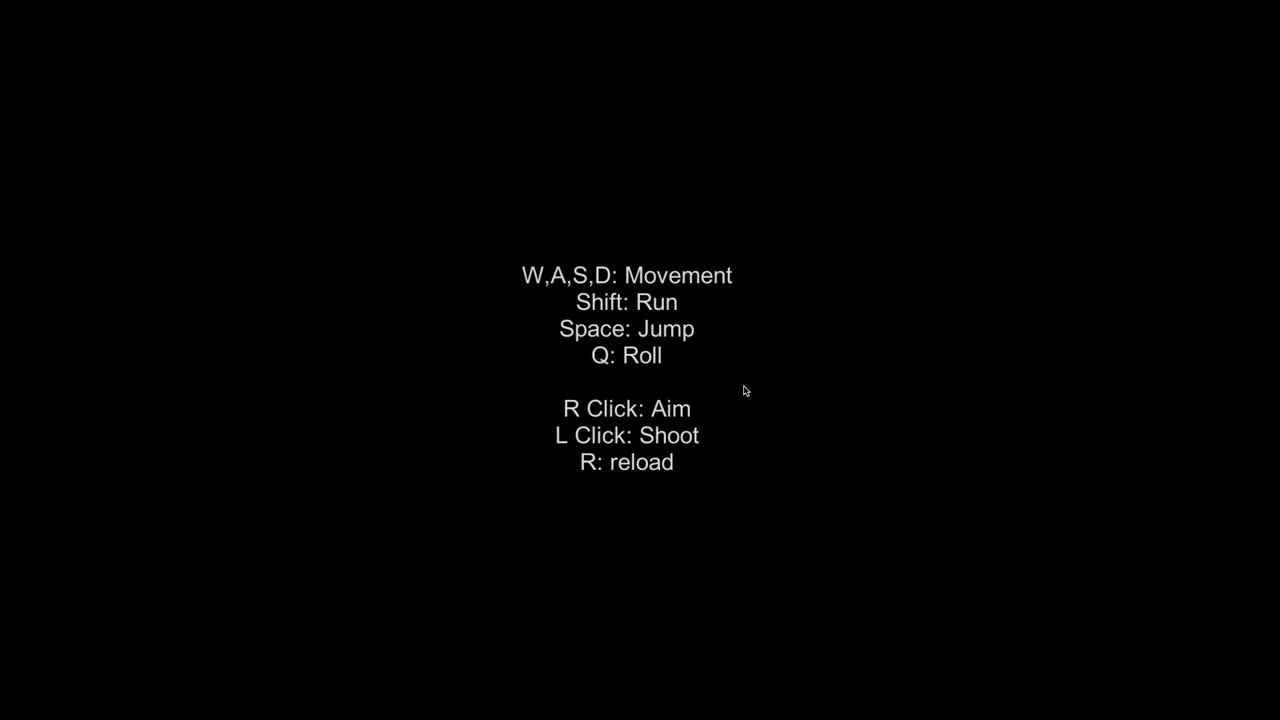 W,A,S,D: Movement
Shift: Run
Space: Jump
Q: Roll
R Click: Aim
L Click: Shoot
R: reload